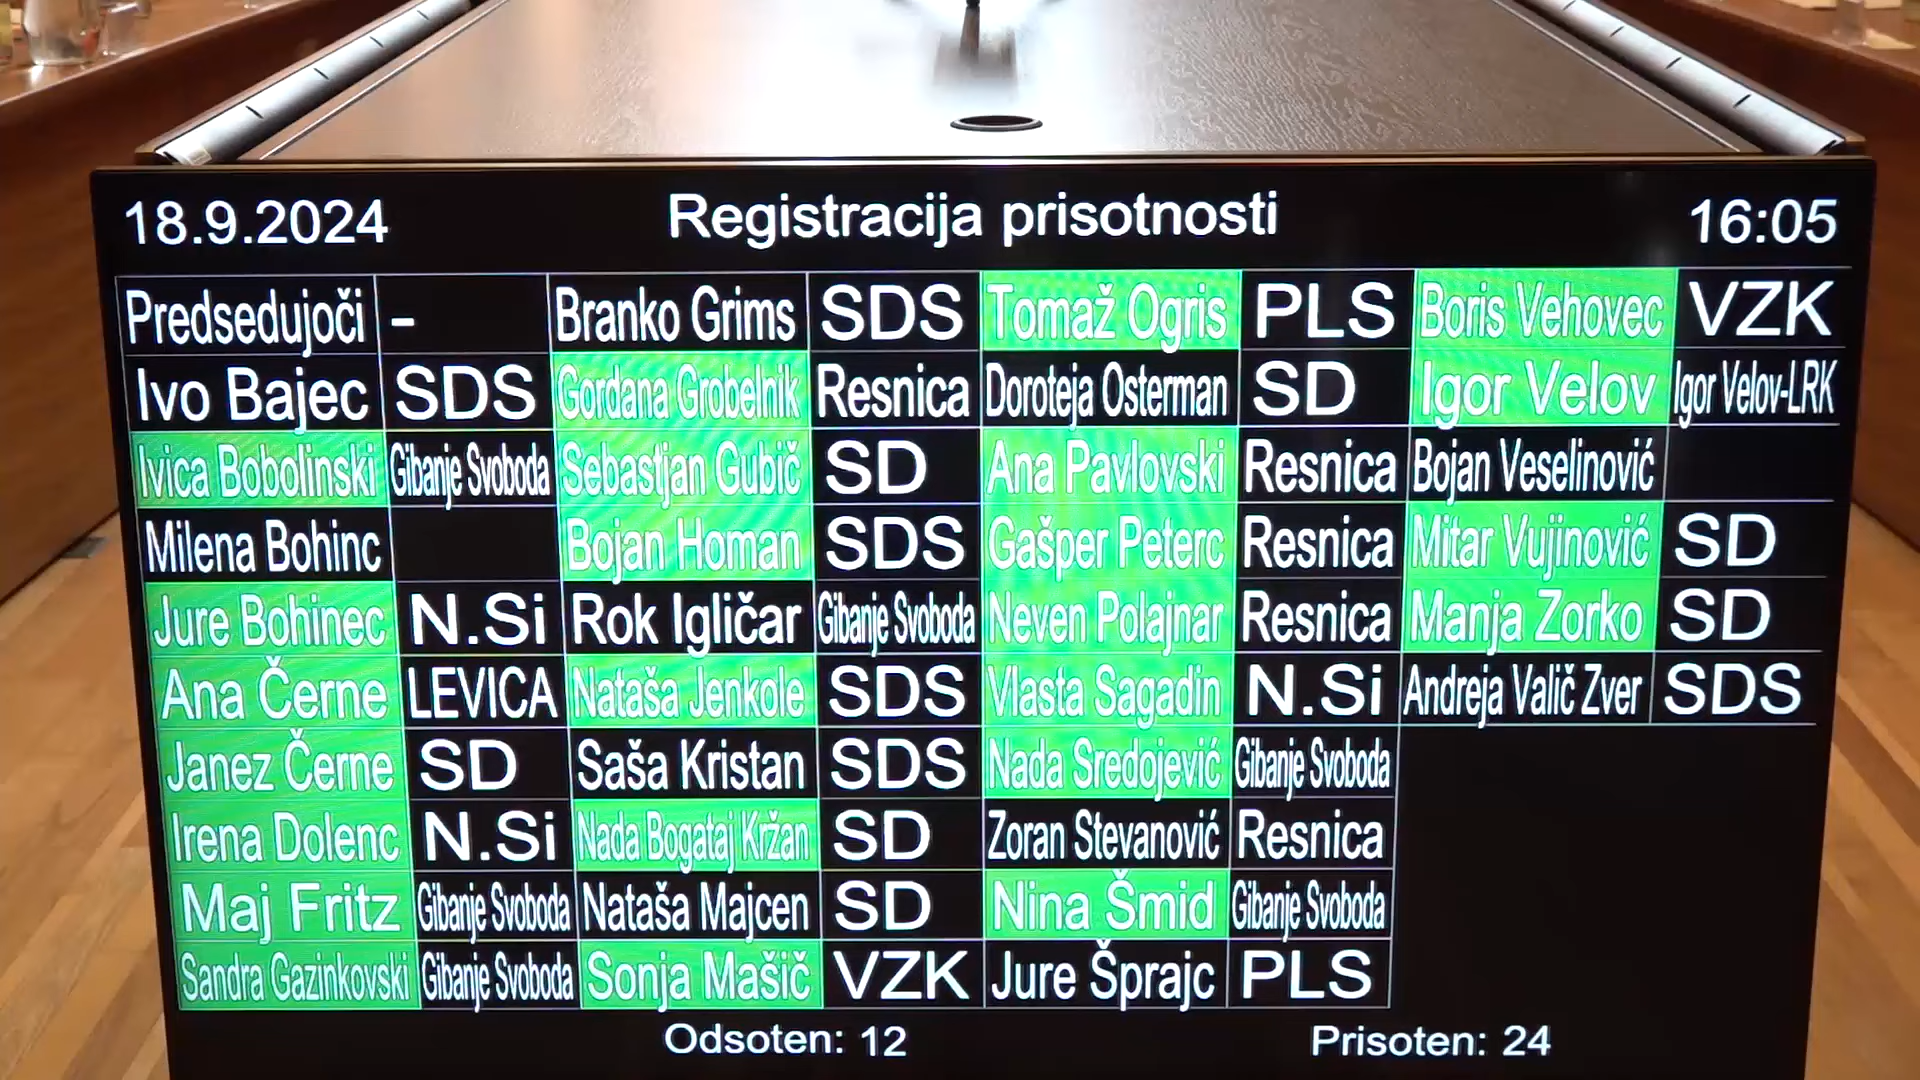 18.9.2024 Registracija prisotnosti 16:05
Predsedujoči – Branko Grims SDS Tomaž Ogris PLS Boris Vehovec VZK
Ivo Bajec SDS Gordana Grobelnik Resnica Doroteja Osterman SD Igor Velov Igor Velov-LRK
Ivica Bobolinski Gibanje Svoboda Sebastjan Gubič SD Ana Pavlovski Resnica Bojan Veselinović
Milena Bohinc Bojan Homan SDS Gašper Peterc Resnica Mitar Vujinović SD
Jure Bohinec N.Si Rok Igličar Gibanje Svoboda Neven Polajnar Resnica Manja Zorko SD
Ana Černe LEVICA Nataša Jenkole SDS Vlasta Sagadin N.Si Andreja Valič Zver SDS
Janez Černe SD Saša Kristan SDS Nada Sredojević Gibanje Svoboda
Irena Dolenc N.Si Nada Bogataj Kržan SD Zoran Stevanović Resnica
Maj Fritz Gibanje Svoboda Nataša Majcen SD Nina Šmid Gibanje Svoboda
Sandra Gazinkovski Gibanje Svoboda Sonja Mašič VZK Jure Šprajc PLS
Odsoten: 12 Prisoten: 24